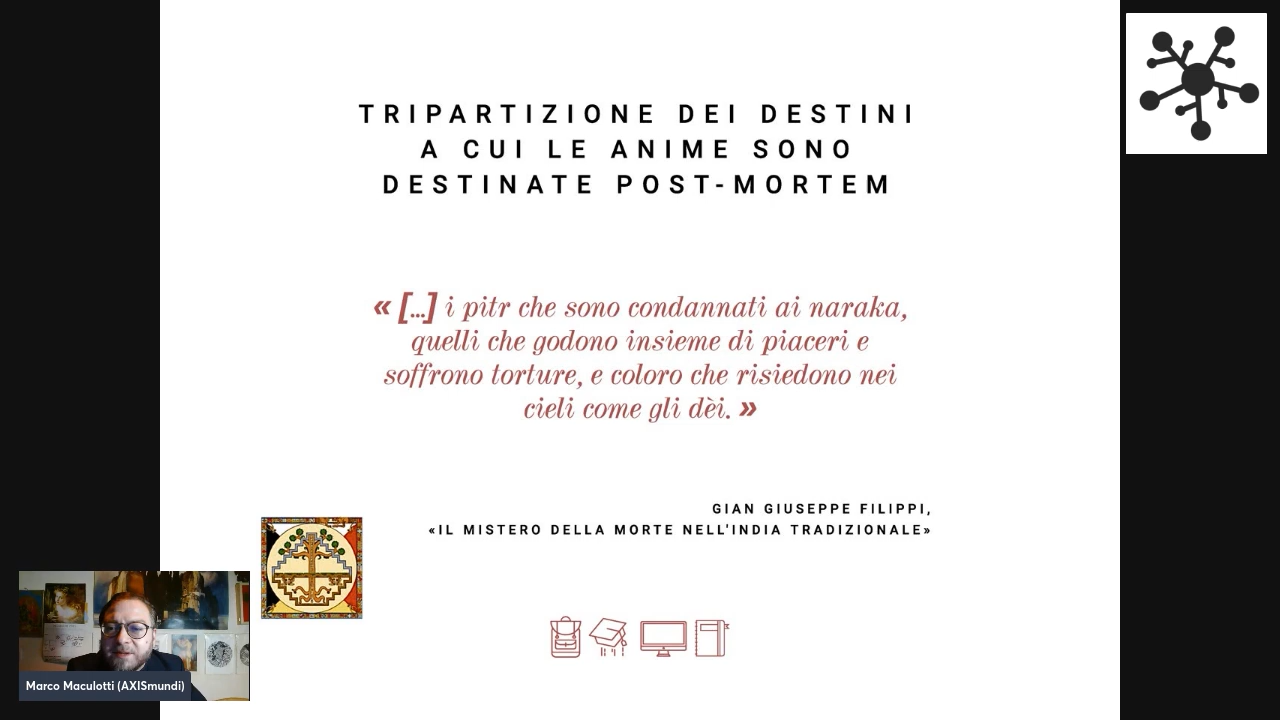 TRIPARTIZIONE DEI DESTINI
A CUI LE ANIME SONO
DESTINATE POST-MORTEM
« [...] i pitr che sono condannati ai naraka,
quelli che godono insieme di piaceri e
soffrono torture, e coloro che risiedono nei
cieli come gli dèi. »
GIAN GIUSEPPE FILIPPI,
«IL MISTERO DELLA MORTE NELL'INDIA TRADIZIONALE»
Marco Maculotti (AXISmundi)